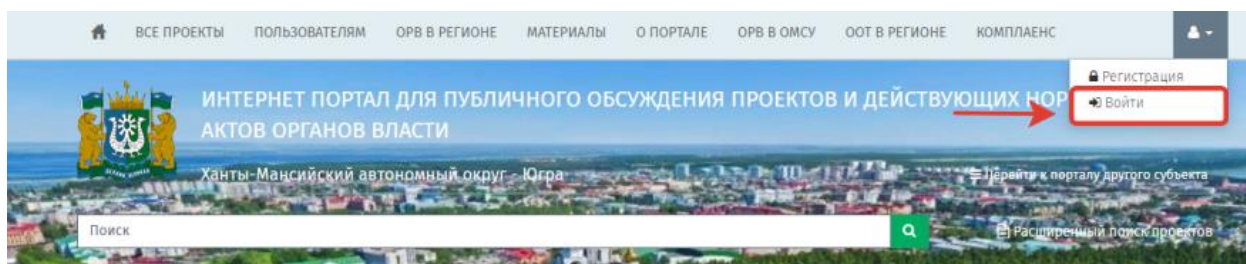 ВСЕ ПРОЕКТЫ ПОЛЬЗОВАТЕЛЯМ ОРВ В РЕГИОНЕ МАТЕРИАЛЫ О ПОРТАЛЕ ОРВ В ОМСУ ООТ В РЕГИОНЕ КОМПЛАЕНС
Регистрация
Войти
ИНТЕРНЕТ ПОРТАЛ ДЛЯ ПУБЛИЧНОГО ОБСУЖДЕНИЯ ПРОЕКТОВ И ДЕЙСТВУЮЩИХ НОР
АКТОВ ОРГАНОВ ВЛАСТИ
Ханты-Мансийский автономный округ - Югра
Перейти к порталу другого субъекта
Поиск
Расширенный поиск проектов